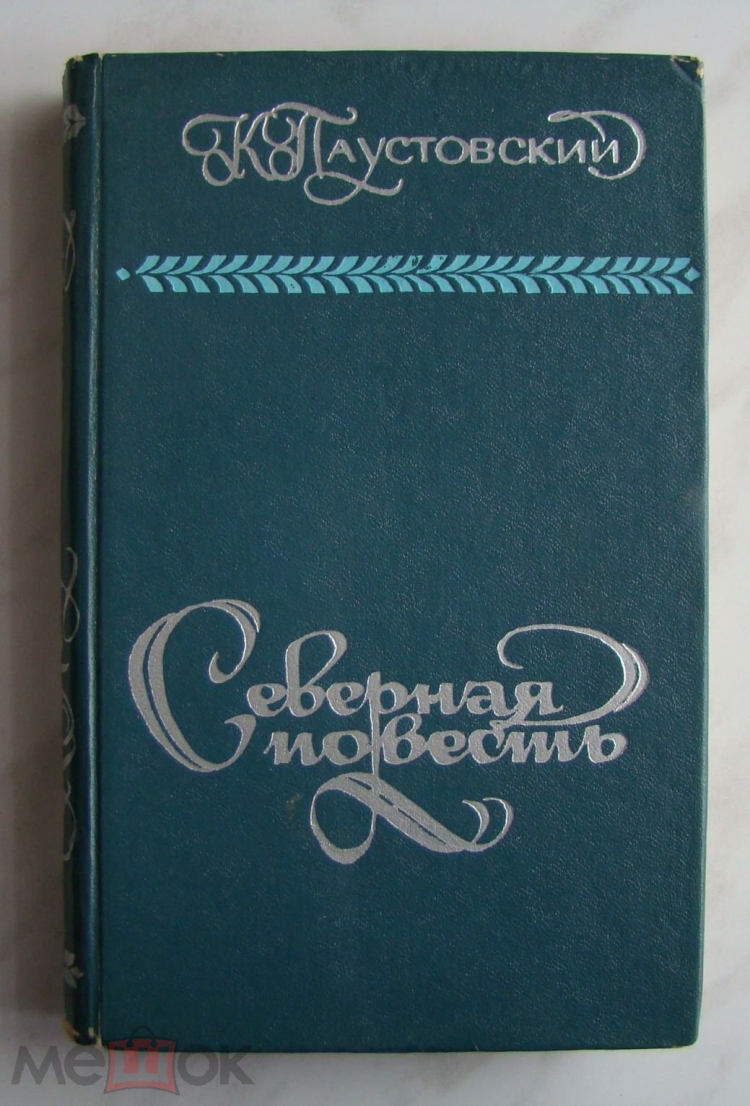 К Паустовский
Северная
повесть
мешок